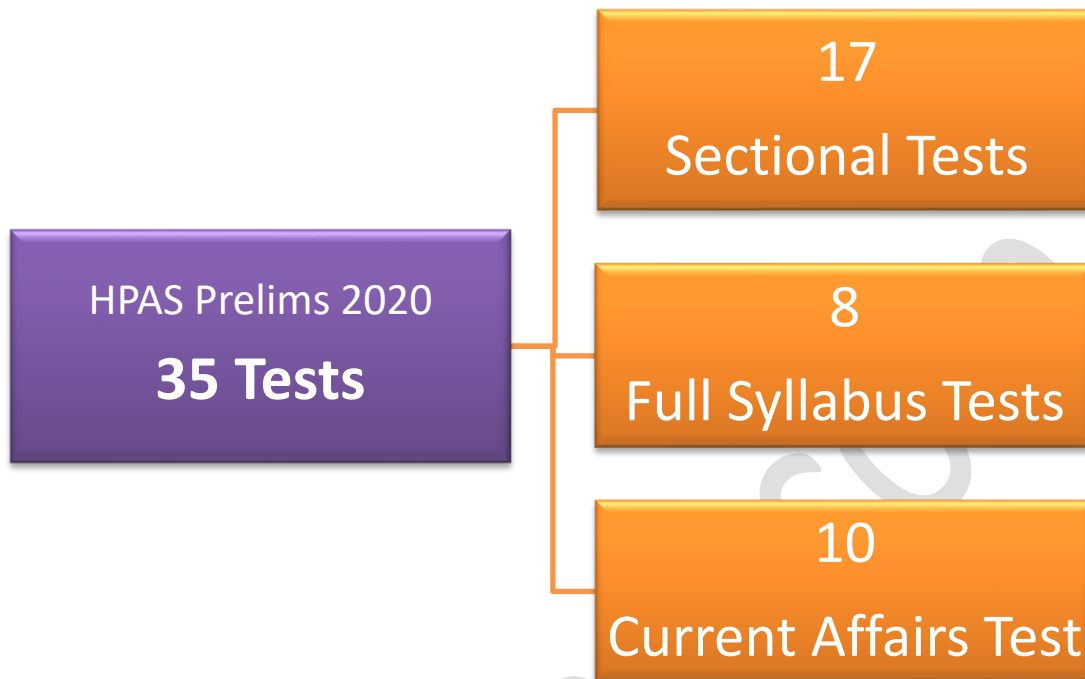 HPAS Prelims 2020
35 Tests
17
Sectional Tests
8
Full Syllabus Tests
10
Current Affairs Test